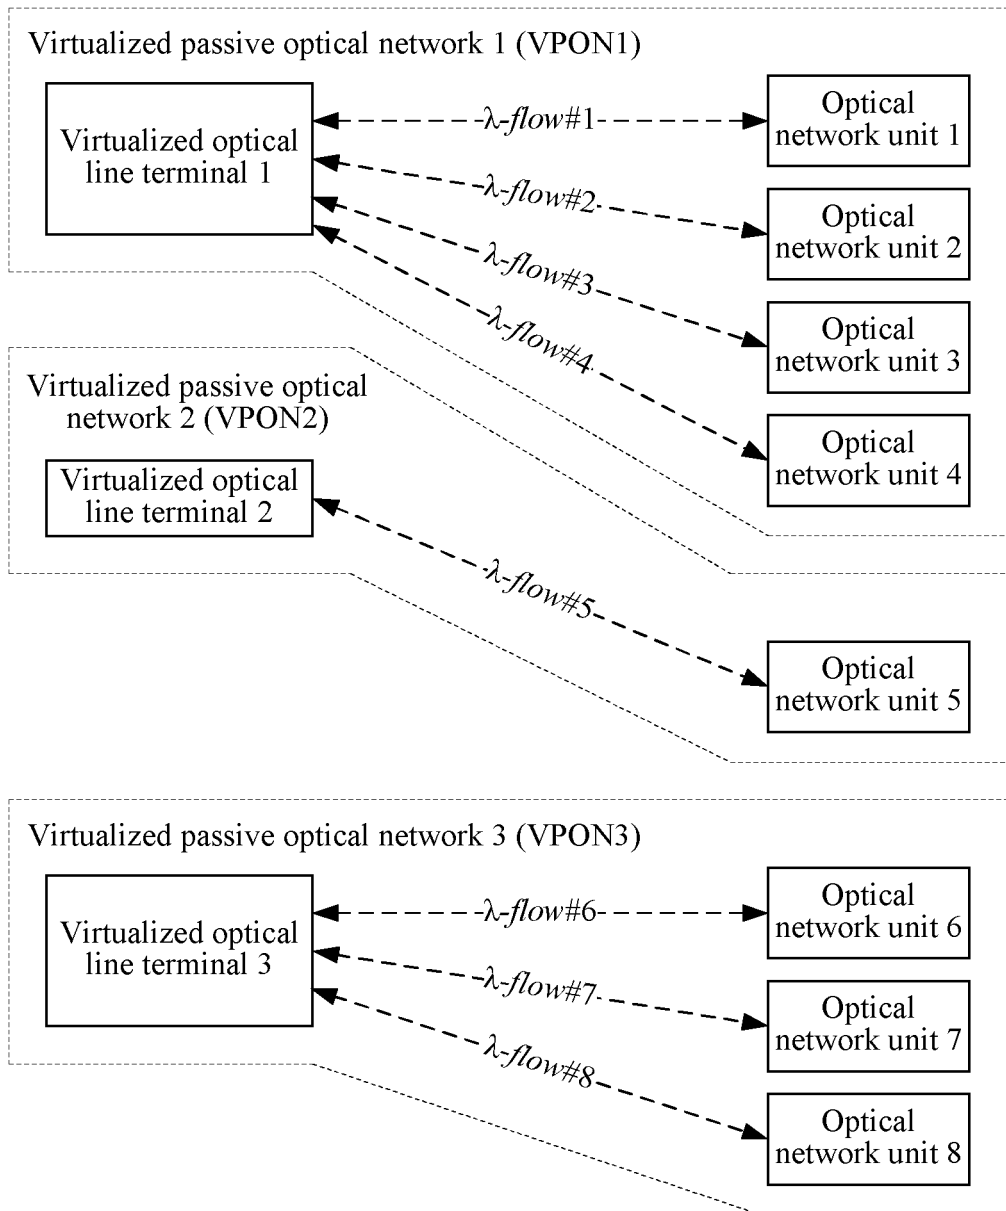 Virtualized passive optical network 1 (VPON1)
Virtualized optical
line terminal 1
λ-flow#1
Optical
network unit 1
λ-flow#2
Optical
network unit 2
λ-flow#3
Optical
network unit 3
λ-flow#4
Optical
network unit 4
Virtualized passive optical
network 2 (VPON2)
Virtualized optical
line terminal 2
λ-flow#5
Optical
network unit 5
Virtualized passive optical network 3 (VPON3)
Virtualized optical
line terminal 3
λ-flow#6
Optical
network unit 6
λ-flow#7
Optical
network unit 7
λ-flow#8
Optical
network unit 8